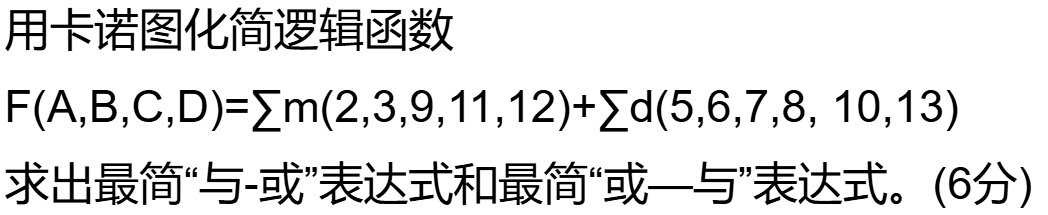 用卡诺图化简逻辑函数
F(A,B,C,D)=∑m(2,3,9,11,12)+∑d(5,6,7,8, 10,13)
求出最简“与-或”表达式和最简“或—与”表达式。(6分)